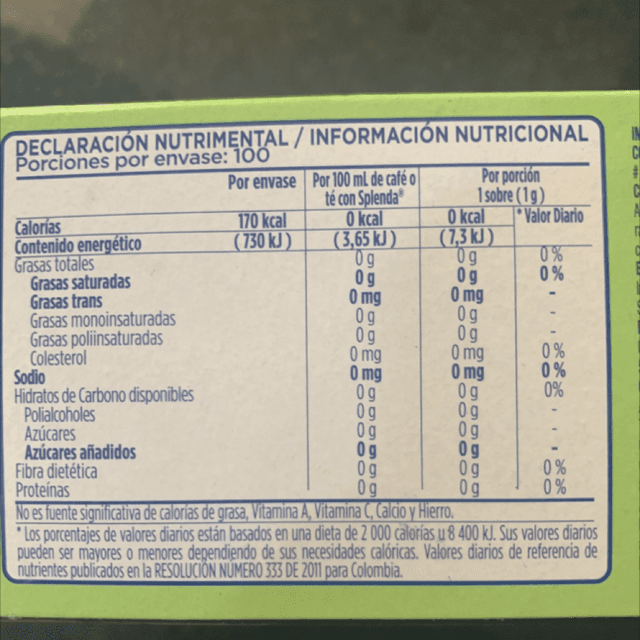 DECLARACIÓN NUTRIMENTAL / INFORMACIÓN NUTRICIONAL
Porciones por envase: 100
Por envase Por 100 mL de café o té con Splenda® Por porción 1 sobre (1 g)
* Valor Diario
Calorías 170 kcal 0 kcal 0 kcal
Contenido energético (730 kJ) (3,65 kJ) (7,3 kJ)
Grasas totales 0 g 0 g 0 %
Grasas saturadas 0 g 0 g 0 %
Grasas trans 0 mg 0 mg -
Grasas monoinsaturadas 0 g 0 g -
Grasas poliinsaturadas 0 g 0 g -
Colesterol 0 mg 0 mg 0 %
Sodio 0 mg 0 mg 0 %
Hidratos de Carbono disponibles 0 g 0 g 0%
Polialcoholes 0 g 0 g -
Azúcares 0 g 0 g -
Azúcares añadidos 0 g 0 g -
Fibra dietética 0 g 0 g 0 %
Proteínas 0 g 0 g 0 %
No es fuente significativa de calorías de grasa, Vitamina A, Vitamina C, Calcio y Hierro.
* Los porcentajes de valores diarios están basados en una dieta de 2 000 calorías u 8 400 kJ. Sus valores diarios
pueden ser mayores o menores dependiendo de sus necesidades calóricas. Valores diarios de referencia de
nutrientes publicados en la RESOLUCIÓN NÚMERO 333 DE 2011 para Colombia.